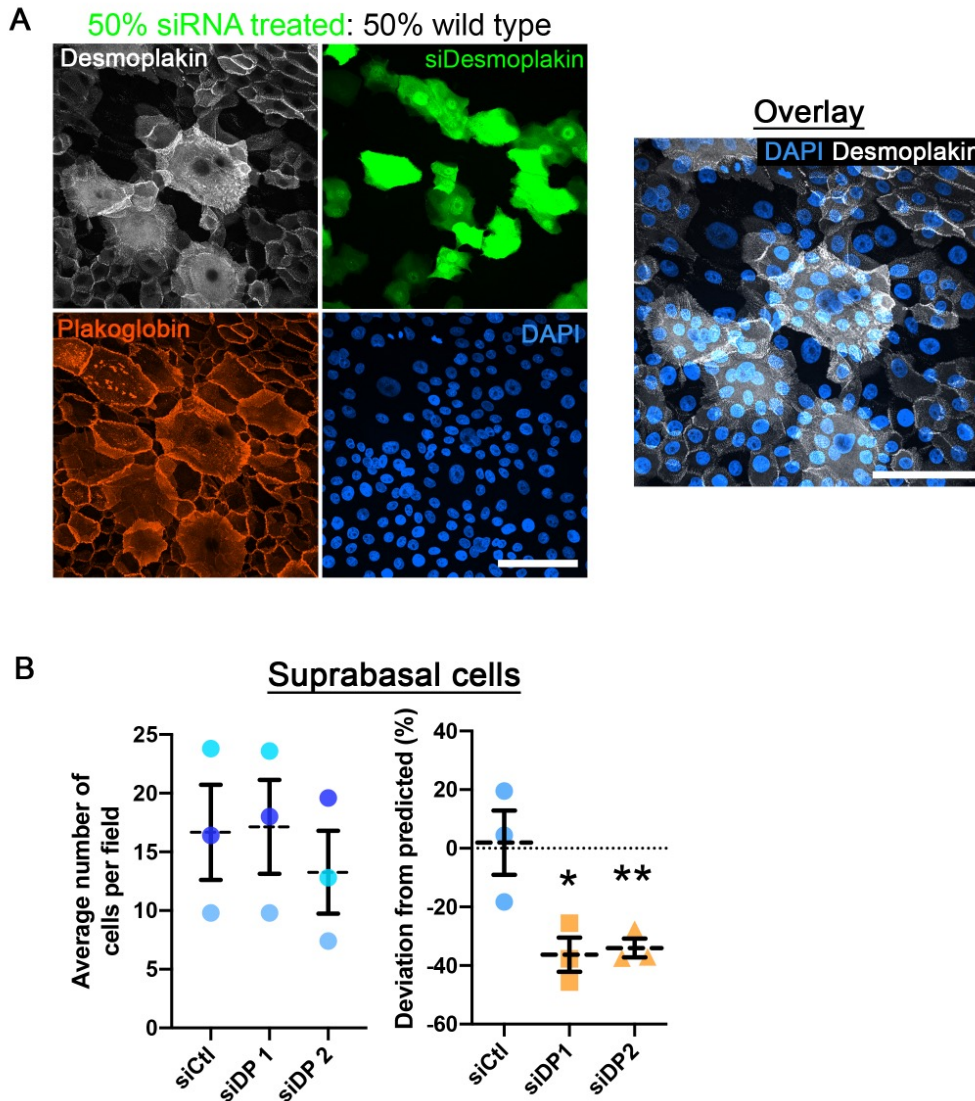 A
50% siRNA treated: 50% wild type
Desmoplakin
siDesmoplakin
Plakoglobin
DAPI
Overlay
DAPI Desmoplakin
B
Suprabasal cells
Average number of
cells per field
25
20
15
10
5
0
siCtl
siDP 1
siDP 2
Deviation from predicted (%)
40
20
0
-20
-40
-60
*
**
siCtl
siDP1
siDP2